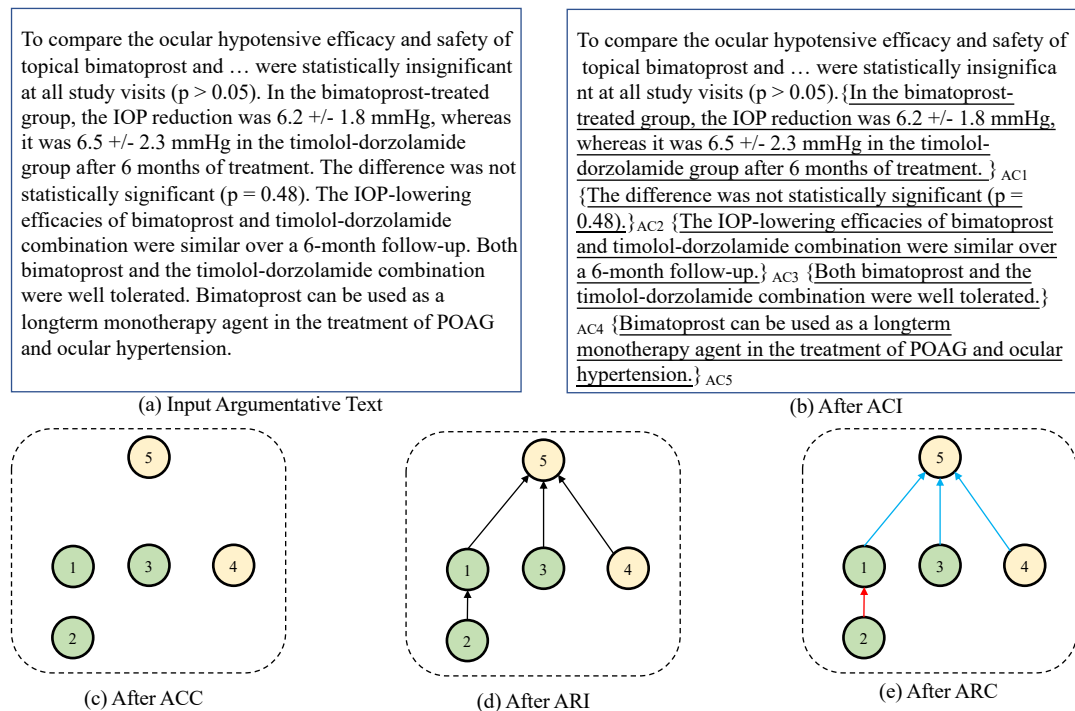 To compare the ocular hypotensive efficacy and safety of
topical bimatoprost and … were statistically insignificant
at all study visits (p > 0.05). In the bimatoprost-treated
group, the IOP reduction was 6.2 +/- 1.8 mmHg, whereas
it was 6.5 +/- 2.3 mmHg in the timolol-dorzolamide
group after 6 months of treatment. The difference was not
statistically significant (p = 0.48). The IOP-lowering
efficacies of bimatoprost and timolol-dorzolamide
combination were similar over a 6-month follow-up. Both
bimatoprost and the timolol-dorzolamide combination
were well tolerated. Bimatoprost can be used as a
longterm monotherapy agent in the treatment of POAG
and ocular hypertension.
(a) Input Argumentative Text
To compare the ocular hypotensive efficacy and safety of
topical bimatoprost and … were statistically insignifica
nt at all study visits (p > 0.05).{In the bimatoprost-
treated group, the IOP reduction was 6.2 +/- 1.8 mmHg,
whereas it was 6.5 +/- 2.3 mmHg in the timolol-
dorzolamide group after 6 months of treatment. } AC1
{The difference was not statistically significant (p =
0.48).}AC2 {The IOP-lowering efficacies of bimatoprost
and timolol-dorzolamide combination were similar over
a 6-month follow-up.} AC3 {Both bimatoprost and the
timolol-dorzolamide combination were well tolerated.}
AC4 {Bimatoprost can be used as a longterm
monotherapy agent in the treatment of POAG and ocular
hypertension.} AC5
(b) After ACI
5
1 3 4
2
(c) After ACC
5
1 3 4
2
(d) After ARI
5
1 3 4
2
(e) After ARC